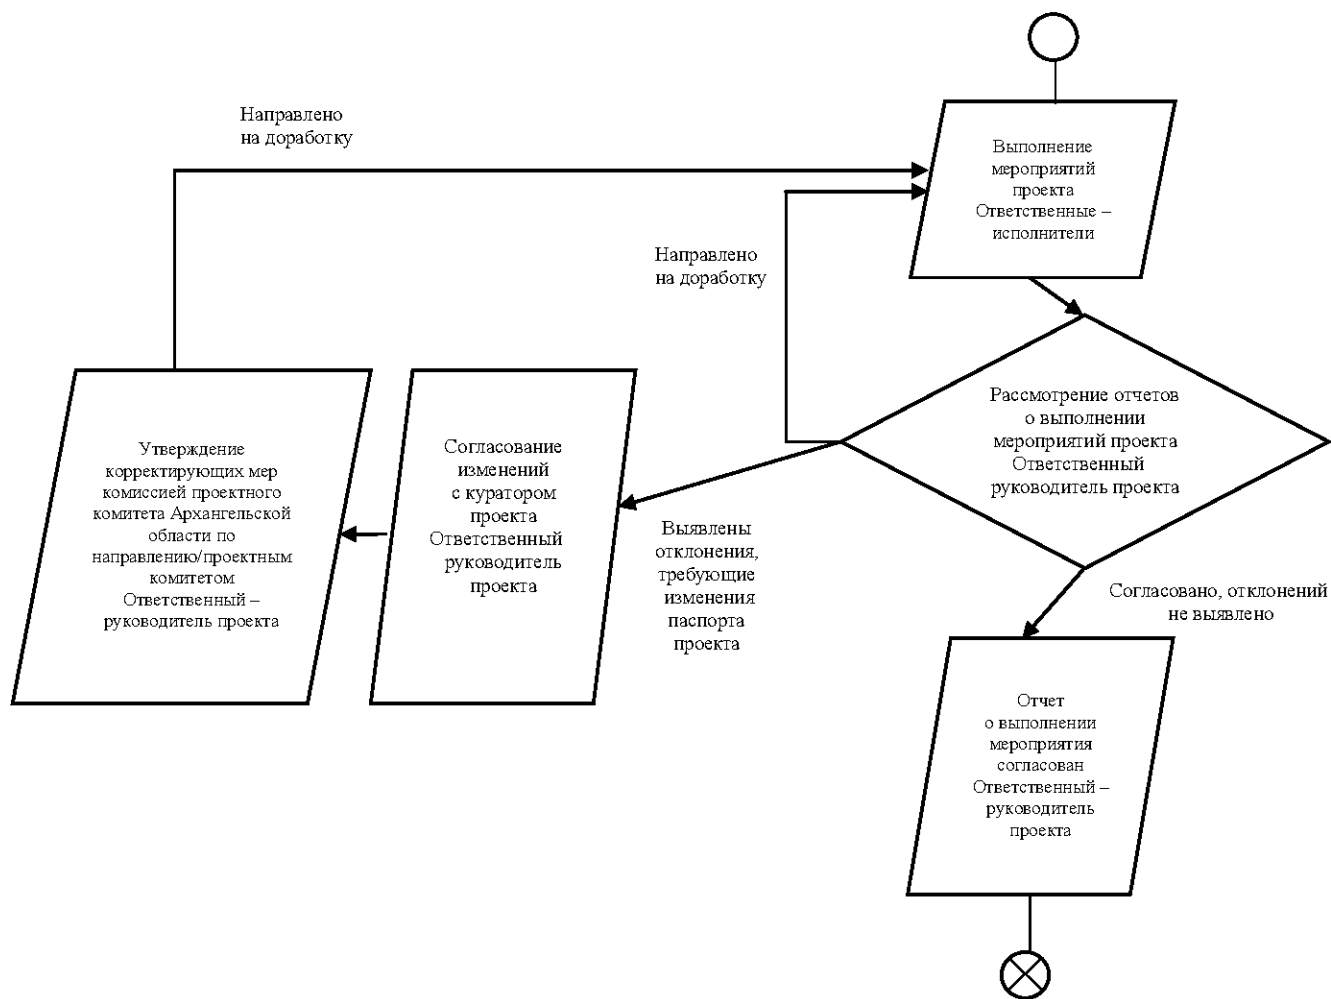 Направлено
на доработку
Выполнение
мероприятий
проекта
Ответственные –
исполнители
Направлено
на доработку
Рассмотрение отчетов
о выполнении
мероприятий проекта
Ответственный
руководитель проекта
Утверждение
корректирующих мер
комиссией проектного
комитета Архангельской
области по
направлению/проектным
комитетом
Ответственный –
руководитель проекта
Согласование
изменений
с куратором
проекта
Ответственный
руководитель
проекта
Выявлены
отклонения,
требующие
изменения
паспорта
проекта
Согласовано, отклонений
не выявлено
Отчет
о выполнении
мероприятия
согласован
Ответственный –
руководитель
проекта